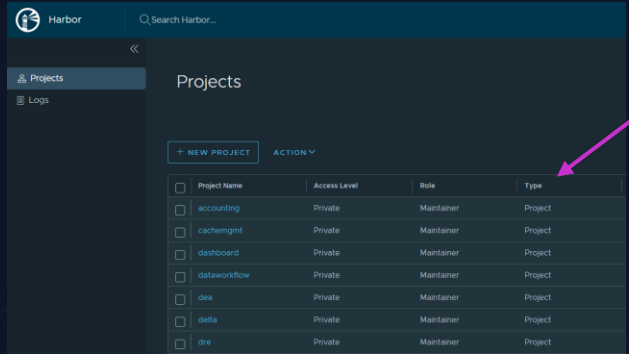 Harbor
Search Harbor...
Projects
Logs
Projects
+ NEW PROJECT ACTION
Project Name Access Level Role Type
accounting Private Maintainer Project
cachemgmt Private Maintainer Project
dashboard Private Maintainer Project
dataworkflow Private Maintainer Project
dea Private Maintainer Project
delta Private Maintainer Project
dre Private Maintainer Project